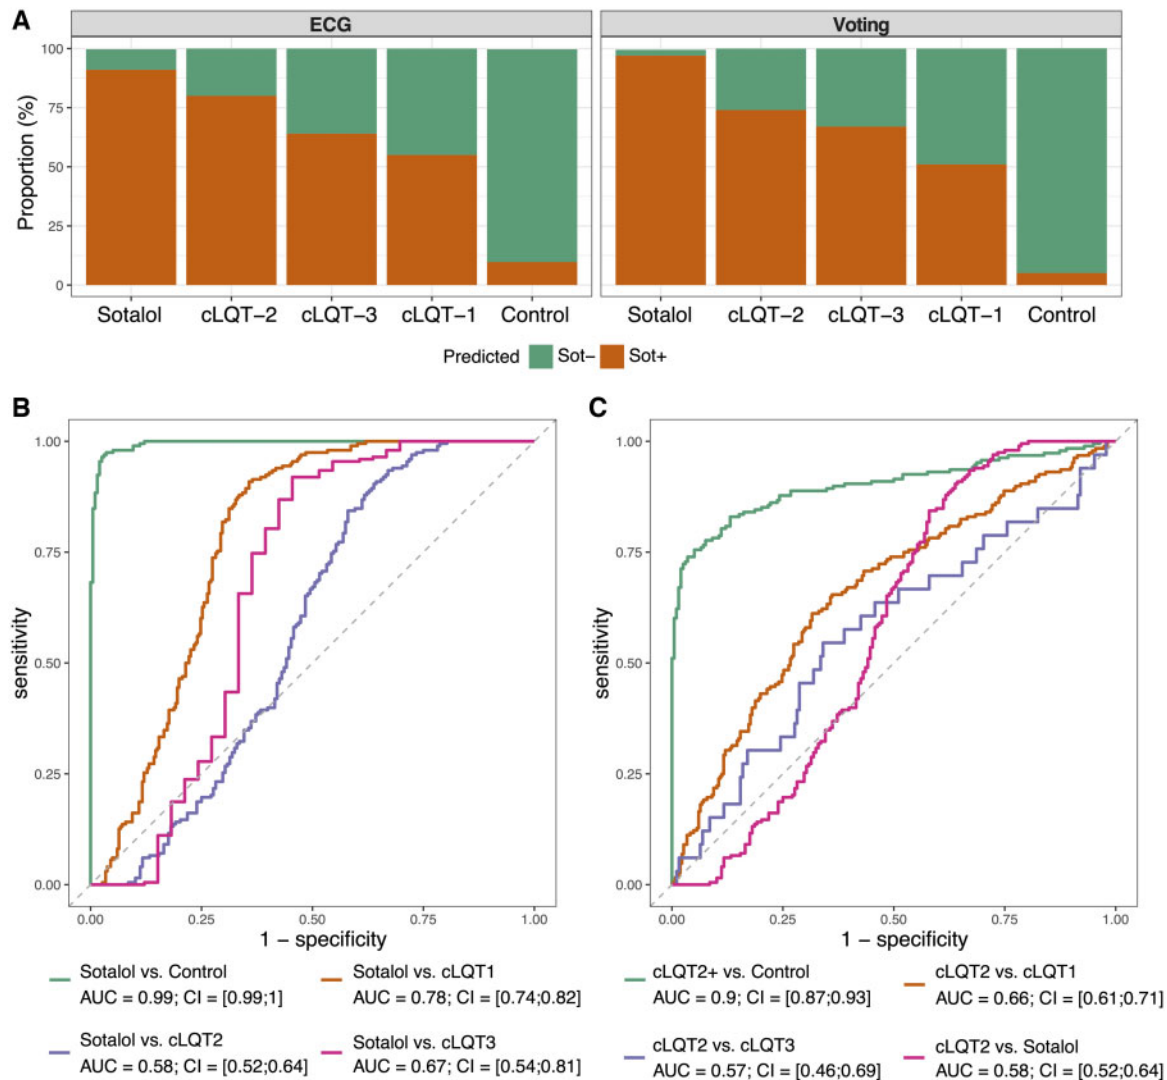 A
ECG
Voting
Proportion (%)
100
75
50
25
0
Sotalol cLQT−2 cLQT−3 cLQT−1 Control
Sotalol cLQT−2 cLQT−3 cLQT−1 Control
Predicted Sot− Sot+
B
sensitivity
1.00
0.75
0.50
0.25
0.00
0.00 0.25 0.50 0.75 1.00
1 − specificity
Sotalol vs. Control
AUC = 0.99; CI = [0.99;1]
Sotalol vs. cLQT1
AUC = 0.78; CI = [0.74;0.82]
Sotalol vs. cLQT2
AUC = 0.58; CI = [0.52;0.64]
Sotalol vs. cLQT3
AUC = 0.67; CI = [0.54;0.81]
C
sensitivity
1.00
0.75
0.50
0.25
0.00
0.00 0.25 0.50 0.75 1.00
1 − specificity
cLQT2+ vs. Control
AUC = 0.9; CI = [0.87;0.93]
cLQT2 vs. cLQT1
AUC = 0.66; CI = [0.61;0.71]
cLQT2 vs. cLQT3
AUC = 0.57; CI = [0.46;0.69]
cLQT2 vs. Sotalol
AUC = 0.58; CI = [0.52;0.64]